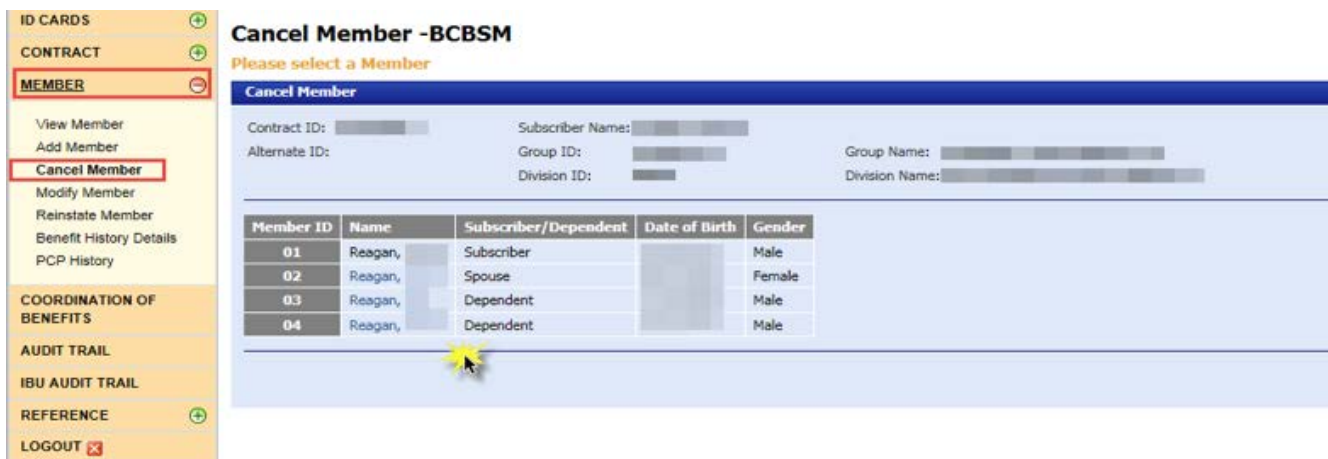 ID CARDS
CONTRACT
MEMBER
View Member
Add Member
Cancel Member
Modify Member
Reinstate Member
Benefit History Details
PCP History
COORDINATION OF
BENEFITS
AUDIT TRAIL
IBU AUDIT TRAIL
REFERENCE
LOGOUT
Cancel Member -BCBSM
Please select a Member
Cancel Member
Contract ID: Subscriber Name:
Alternate ID: Group ID: Group Name:
Division ID: Division Name:
Member ID Name Subscriber/Dependent Date of Birth Gender
01 Reagan, Subscriber Male
02 Reagan, Spouse Female
03 Reagan, Dependent Male
04 Reagan, Dependent Male